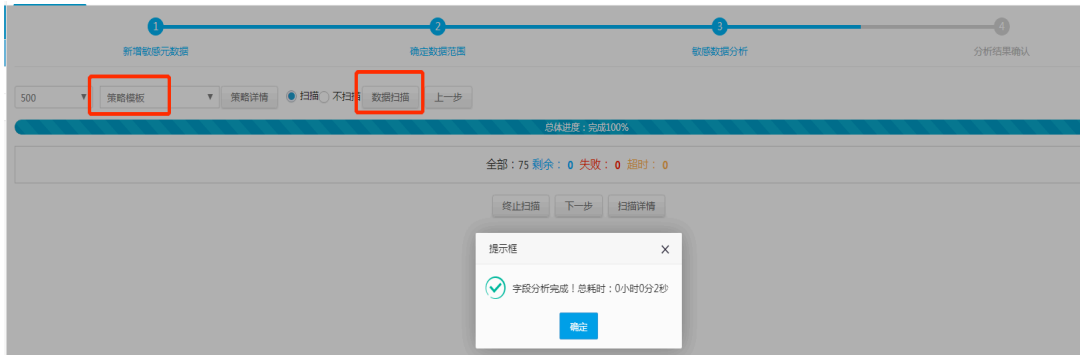 1 2 3 4
新增敏感元数据 确定数据范围 敏感数据分析 分析结果确认
500 策略模板 策略详情 扫描 不扫描 数据扫描 上一步
总体进度：完成100%
全部：75 剩余： 0 失败： 0 超时： 0
终止扫描 下一步 扫描详情
提示框
字段分析完成！总耗时：0小时0分2秒
确定